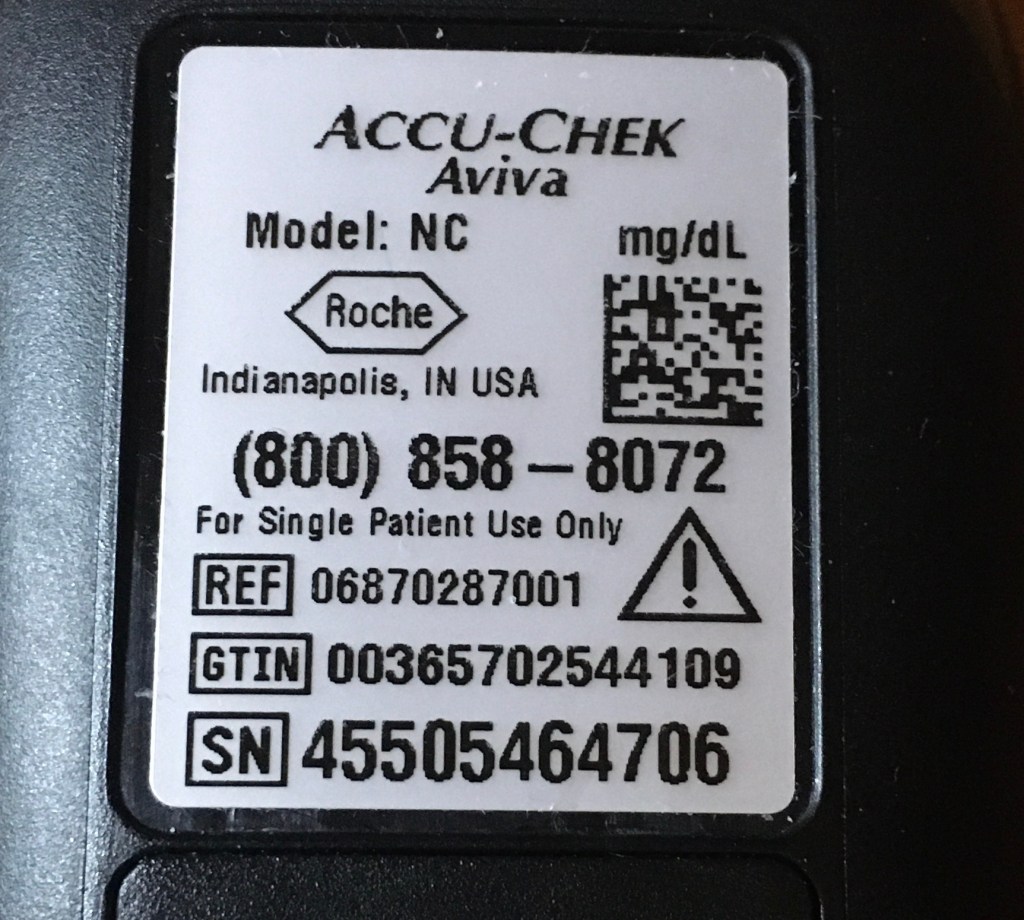 ACCU-CHEK
Aviva
Model: NC
mg/dL
Roche
Indianapolis, IN USA
(800) 858-8072
For Single Patient Use Only
REF 06870287001
GTIN 00365702544109
SN 45505464706